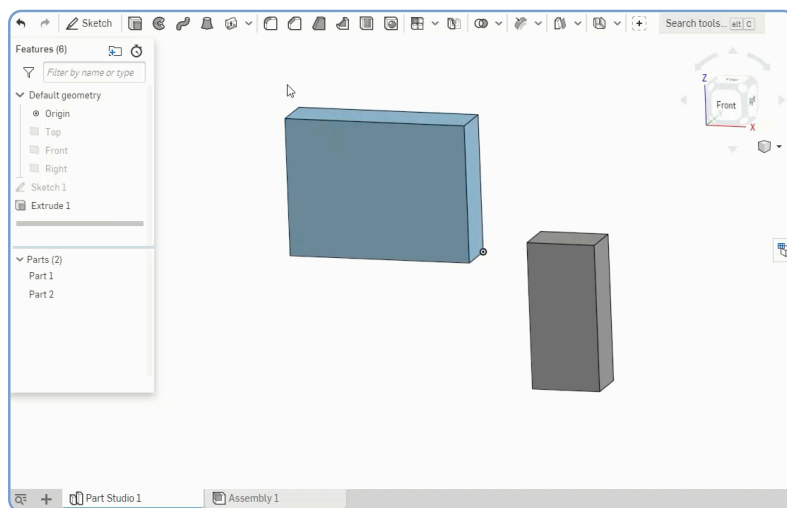 Sketch
Search tools... alt C
Features (6)
Filter by name or type
Default geometry
Origin
Top
Front
Right
Sketch 1
Extrude 1
Parts (2)
Part 1
Part 2
Z
Front
X
Part Studio 1
Assembly 1